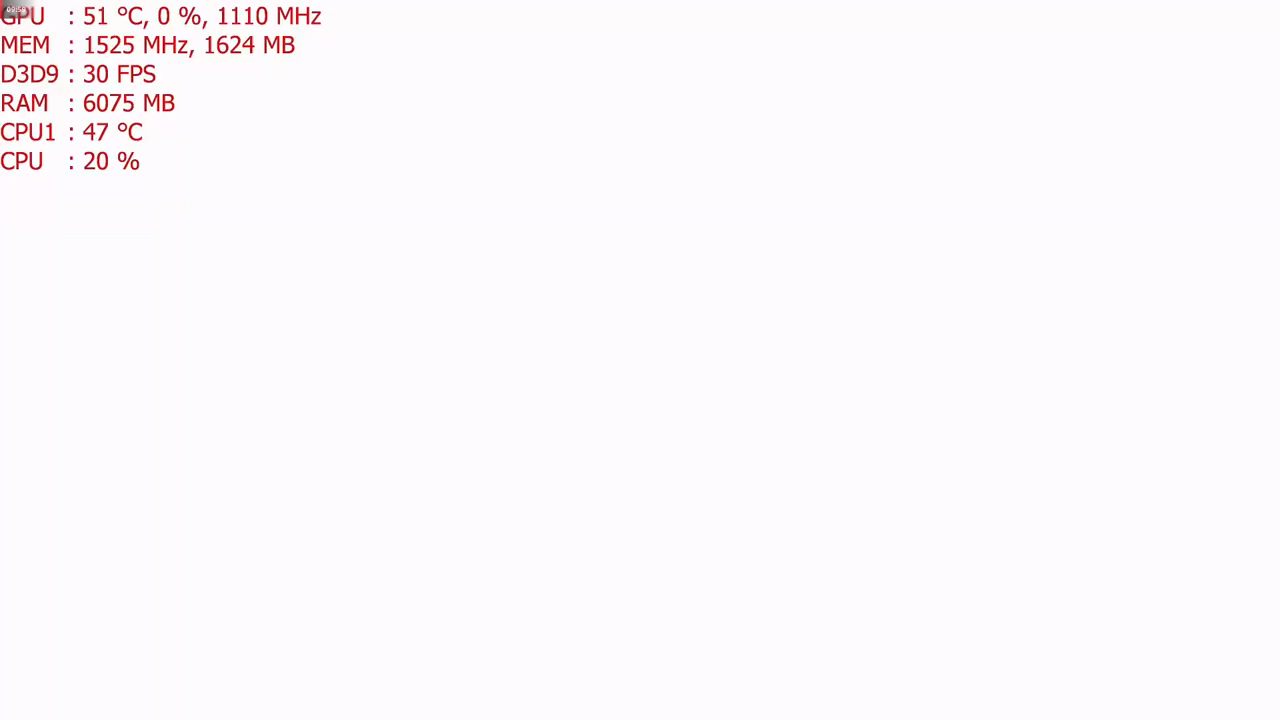 GPU : 51 °C, 0 %, 1110 MHz
MEM : 1525 MHz, 1624 MB
D3D9 : 30 FPS
RAM : 6075 MB
CPU1 : 47 °C
CPU : 20 %